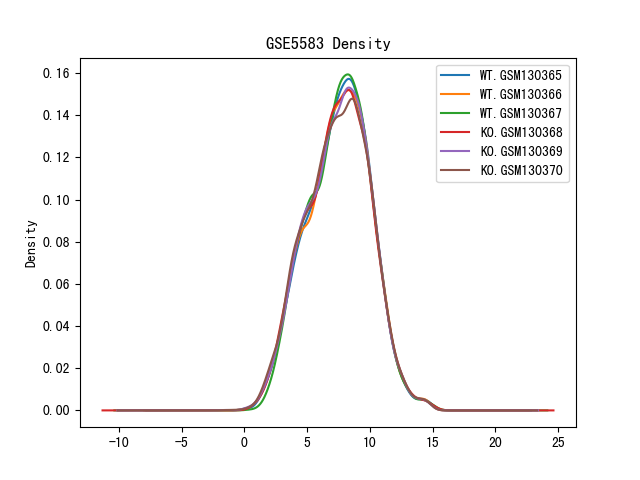 GSE5583 Density
0.16
0.14
0.12
0.10
0.08
0.06
0.04
0.02
0.00
Density
-10
-5
0
5
10
15
20
25
WT.GSM130365
WT.GSM130366
WT.GSM130367
KO.GSM130368
KO.GSM130369
KO.GSM130370